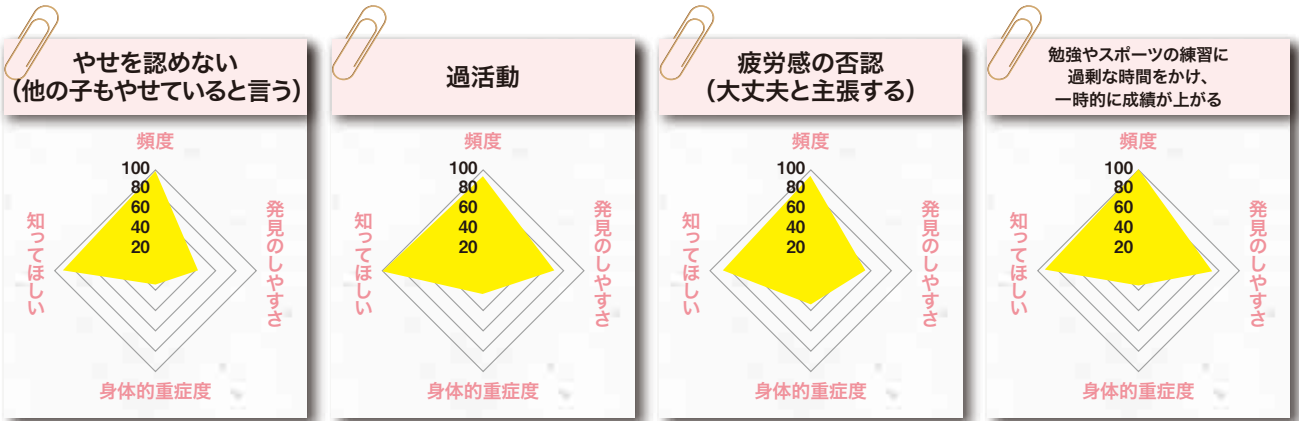 やせを認めない
(他の子もやせていると言う)
頻度
100
80
60
40
20
発見のしやすさ
身体的重症度
知ってほしい
過活動
頻度
100
80
60
40
20
発見のしやすさ
身体的重症度
知ってほしい
疲労感の否認
(大丈夫と主張する)
頻度
100
80
60
40
20
発見のしやすさ
身体的重症度
知ってほしい
勉強やスポーツの練習に
過剰な時間をかけ、
一時的に成績が上がる
頻度
100
80
60
40
20
発見のしやすさ
身体的重症度
知ってほしい